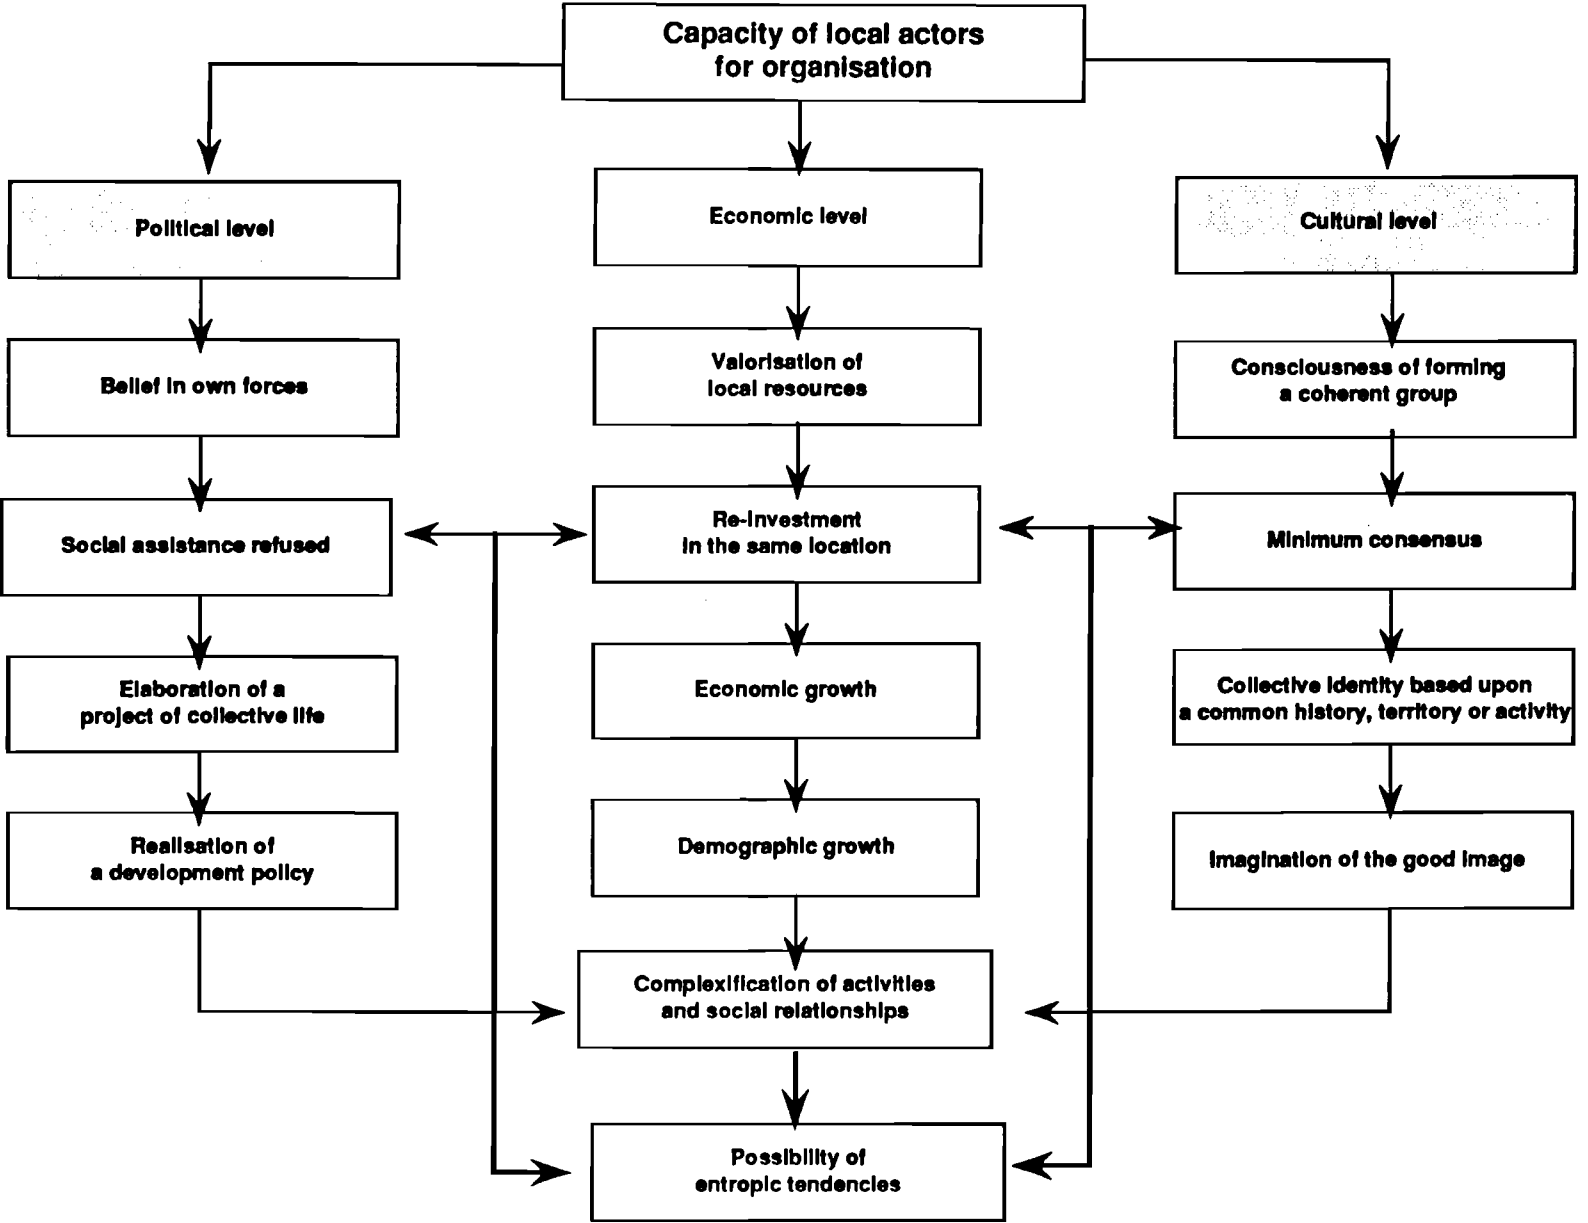 Capacity of local actors
for organisation
Political level
Economic level
Cultural level
Belief in own forces
Valorisation of
local resources
Consciousness of forming
a coherent group
Social assistance refused
Re-investment
in the same location
Minimum consensus
Elaboration of a
project of collective life
Economic growth
Collective identity based upon
a common history, territory or activity
Realisation of
a development policy
Demographic growth
Imagination of the good image
Complexification of activities
and social relationships
Possibility of
entropic tendencies